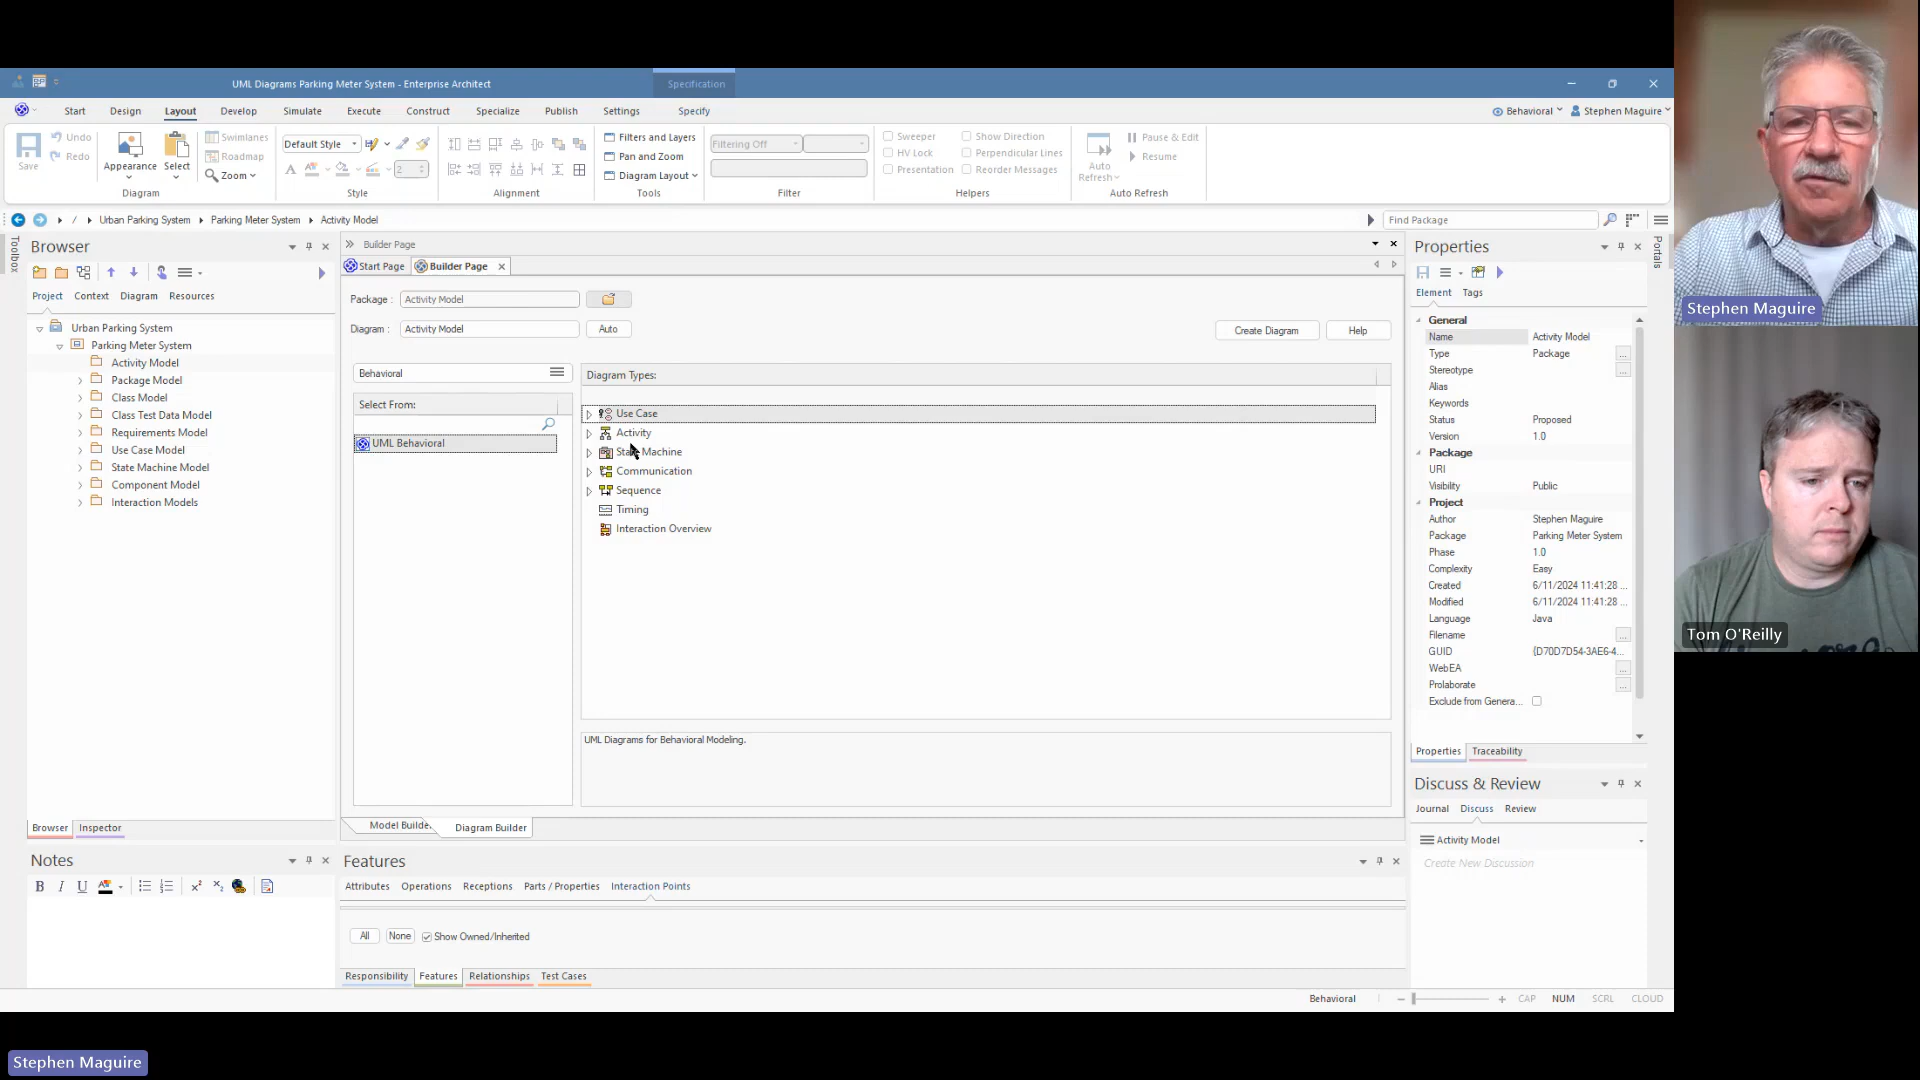 UML Diagrams Parking Meter System - Enterprise Architect
Specification
Start Design Layout Develop Simulate Execute Construct Specialize Publish Settings Specify
Behavioral Stephen Maguire
Save
Undo
Redo
Appearance
Select
Swimlanes
Roadmap
Zoom
Diagram
Default Style
2
Style
Alignment
Filters and Layers
Pan and Zoom
Diagram Layout
Tools
Filtering Off
Filter
Sweeper
HV Lock
Presentation
Show Direction
Perpendicular Lines
Reorder Messages
Helpers
Auto
Refresh
Pause & Edit
Resume
Auto Refresh
/ Urban Parking System Parking Meter System Activity Model
Find Package
Toolbox
Browser
Project Context Diagram Resources
Urban Parking System
Parking Meter System
Activity Model
Package Model
Class Model
Class Test Data Model
Requirements Model
Use Case Model
State Machine Model
Component Model
Interaction Models
Browser Inspector
Notes
B I U
Builder Page
Start Page Builder Page
Package : Activity Model
Diagram : Activity Model Auto
Create Diagram Help
Behavioral
Select From:
UML Behavioral
Diagram Types:
Use Case
Activity
State Machine
Communication
Sequence
Timing
Interaction Overview
UML Diagrams for Behavioral Modeling.
Model Builder Diagram Builder
Features
Attributes Operations Receptions Parts / Properties Interaction Points
All None Show Owned/Inherited
Responsibility Features Relationships Test Cases
Properties
Portals
Element Tags
General
Name Activity Model
Type Package ...
Stereotype ...
Alias
Keywords
Status Proposed
Version 1.0
Package
URI
Visibility Public
Project
Author Stephen Maguire
Package Parking Meter System
Phase 1.0
Complexity Easy
Created 6/11/2024 11:41:28 ...
Modified 6/11/2024 11:41:28 ...
Language Java
Filename ...
GUID {D70D7D54-3AE6-4...
WebEA ...
Prolaborate ...
Exclude from Genera...
Properties Traceability
Discuss & Review
Journal Discuss Review
Activity Model
Create New Discussion
Behavioral
CAP NUM SCRL CLOUD
Stephen Maguire
Tom O'Reilly
Stephen Maguire